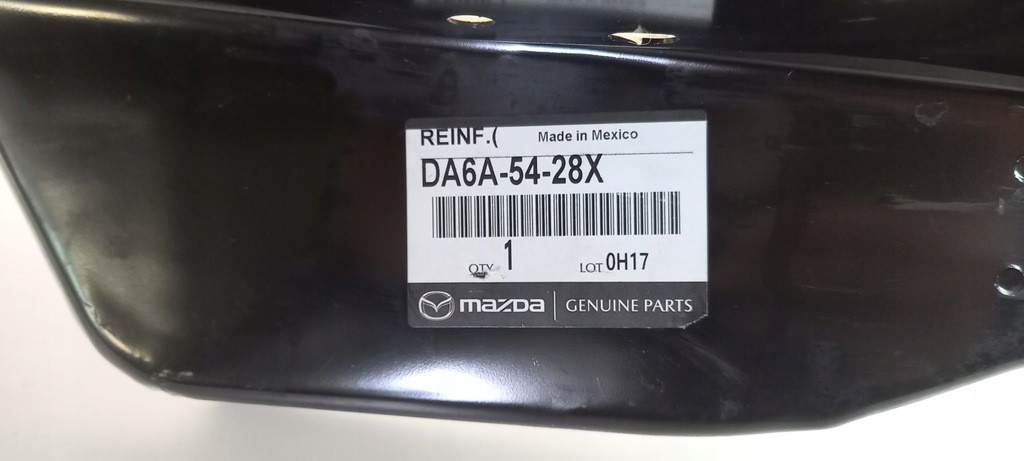 REINF.( Made in Mexico
DA6A-54-28X
QTY 1 LOT 0H17
mazda GENUINE PARTS